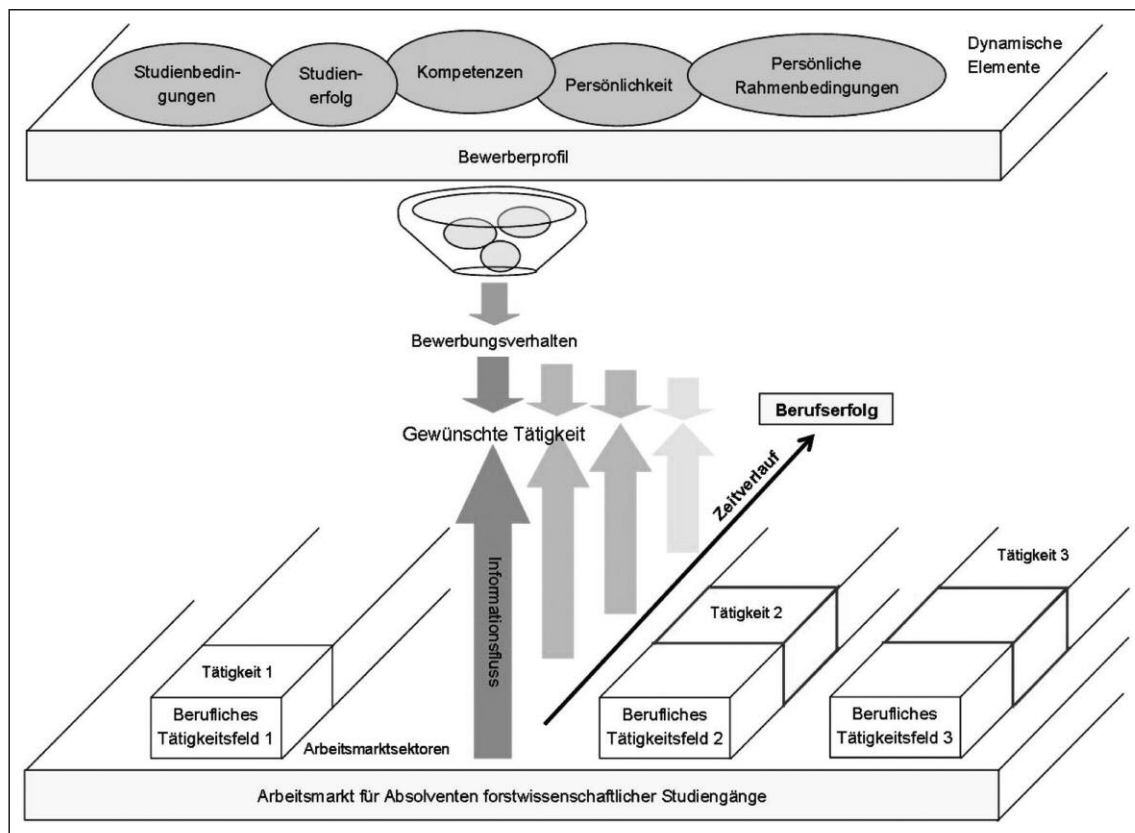 Dynamische
Elemente
Studienbedin-
gungen
Studien-
erfolg
Kompetenzen
Persönlichkeit
Persönliche
Rahmenbedingungen
Bewerberprofil
Bewerbungsverhalten
Gewünschte Tätigkeit
Berufserfolg
Zeitverlauf
Informationsfluss
Tätigkeit 1
Berufliches
Tätigkeitsfeld 1
Arbeitsmarktsektoren
Tätigkeit 2
Berufliches
Tätigkeitsfeld 2
Tätigkeit 3
Berufliches
Tätigkeitsfeld 3
Arbeitsmarkt für Absolventen forstwissenschaftlicher Studiengänge